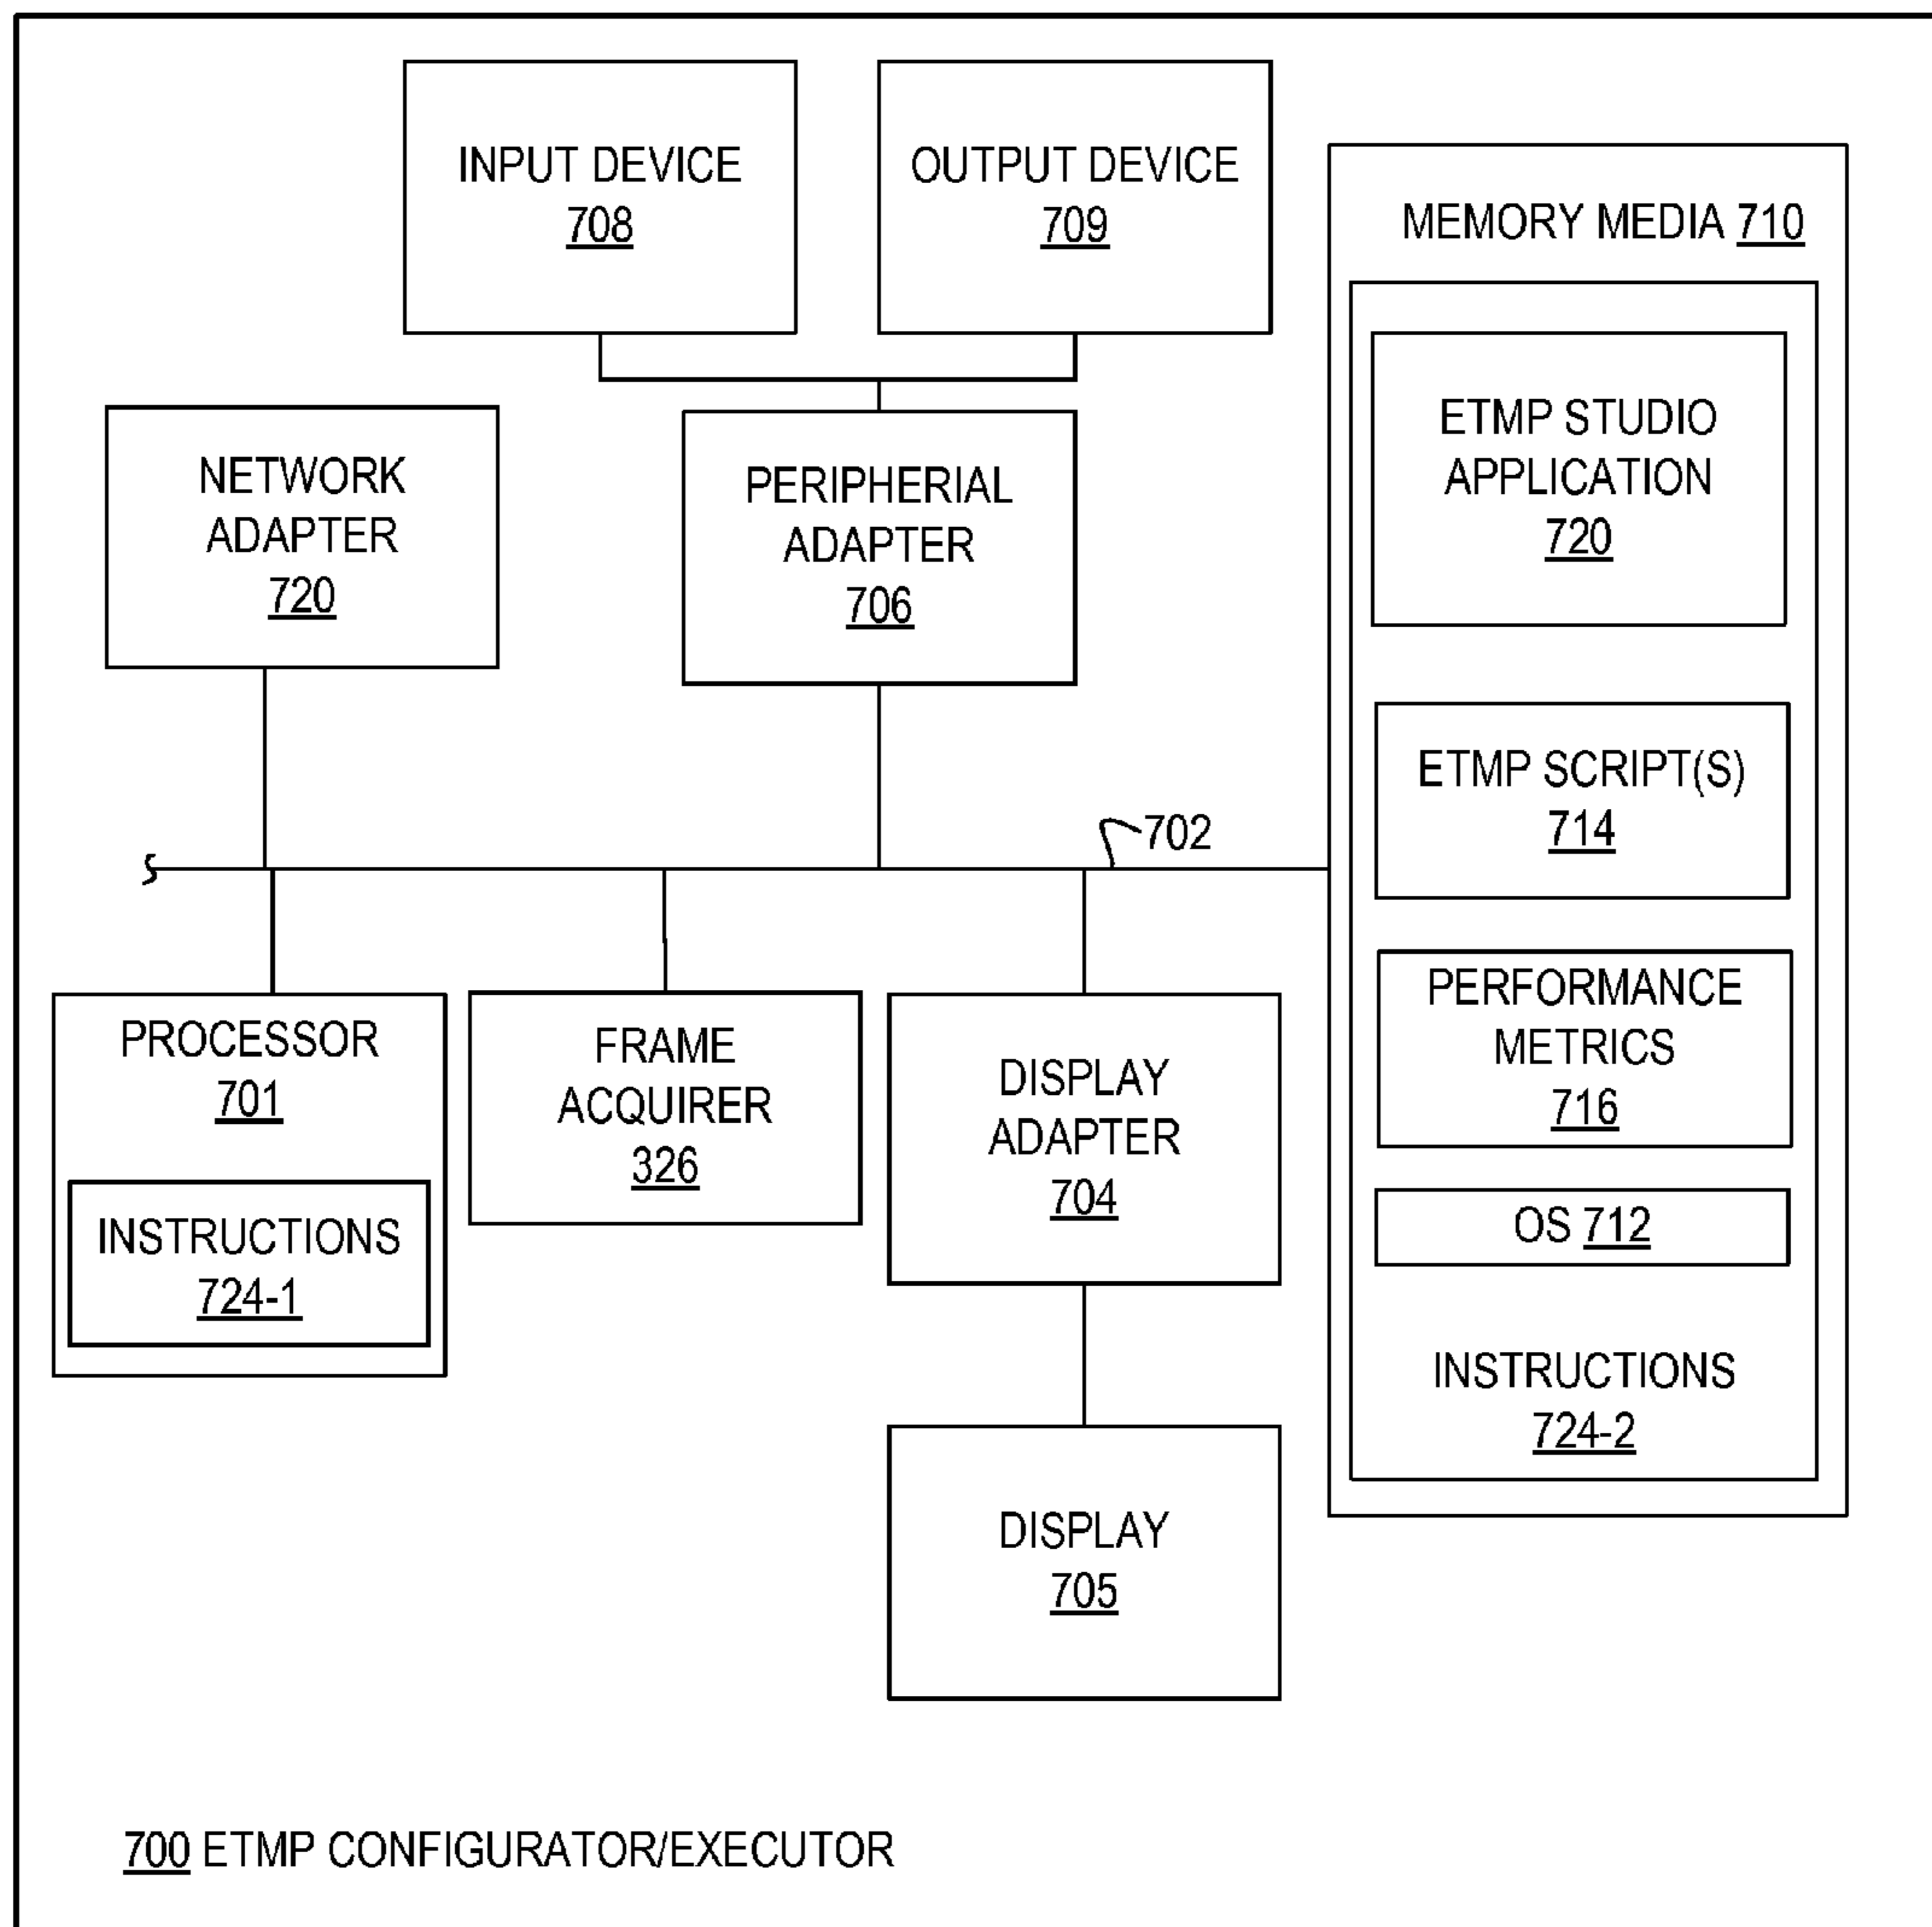 INPUT DEVICE
708
OUTPUT DEVICE
709
MEMORY MEDIA 710
ETMP STUDIO
APPLICATION
720
NETWORK
ADAPTER
720
PERIPHERIAL
ADAPTER
706
ETMP SCRIPT(S)
714
702
PROCESSOR
701
INSTRUCTIONS
724-1
FRAME
ACQUIRER
326
DISPLAY
ADAPTER
704
PERFORMANCE
METRICS
716
OS 712
INSTRUCTIONS
724-2
DISPLAY
705
700 ETMP CONFIGURATOR/EXECUTOR